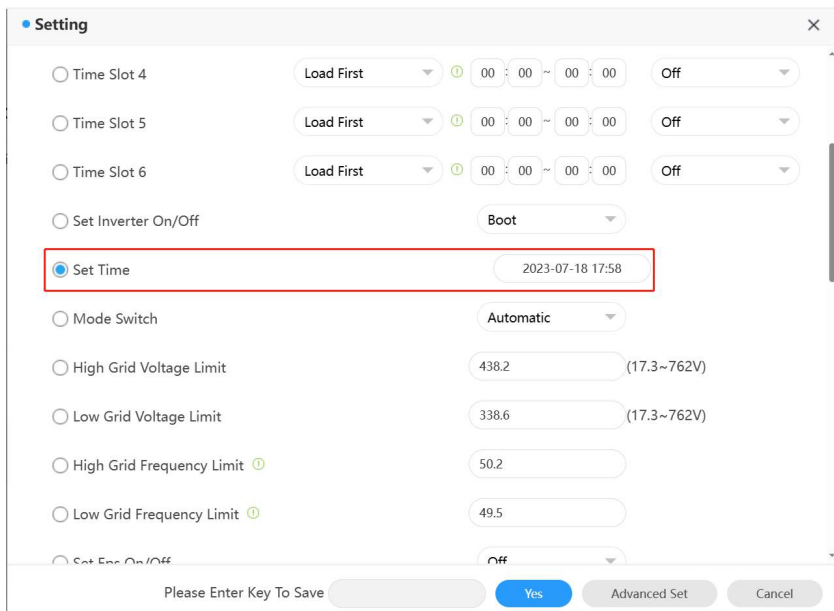 Setting
Time Slot 4 Load First 00 : 00 ~ 00 : 00 Off
Time Slot 5 Load First 00 : 00 ~ 00 : 00 Off
Time Slot 6 Load First 00 : 00 ~ 00 : 00 Off
Set Inverter On/Off Boot
Set Time 2023-07-18 17:58
Mode Switch Automatic
High Grid Voltage Limit 438.2 (17.3~762V)
Low Grid Voltage Limit 338.6 (17.3~762V)
High Grid Frequency Limit 50.2
Low Grid Frequency Limit 49.5
Set Eps On/Off Off
Please Enter Key To Save Yes Advanced Set Cancel